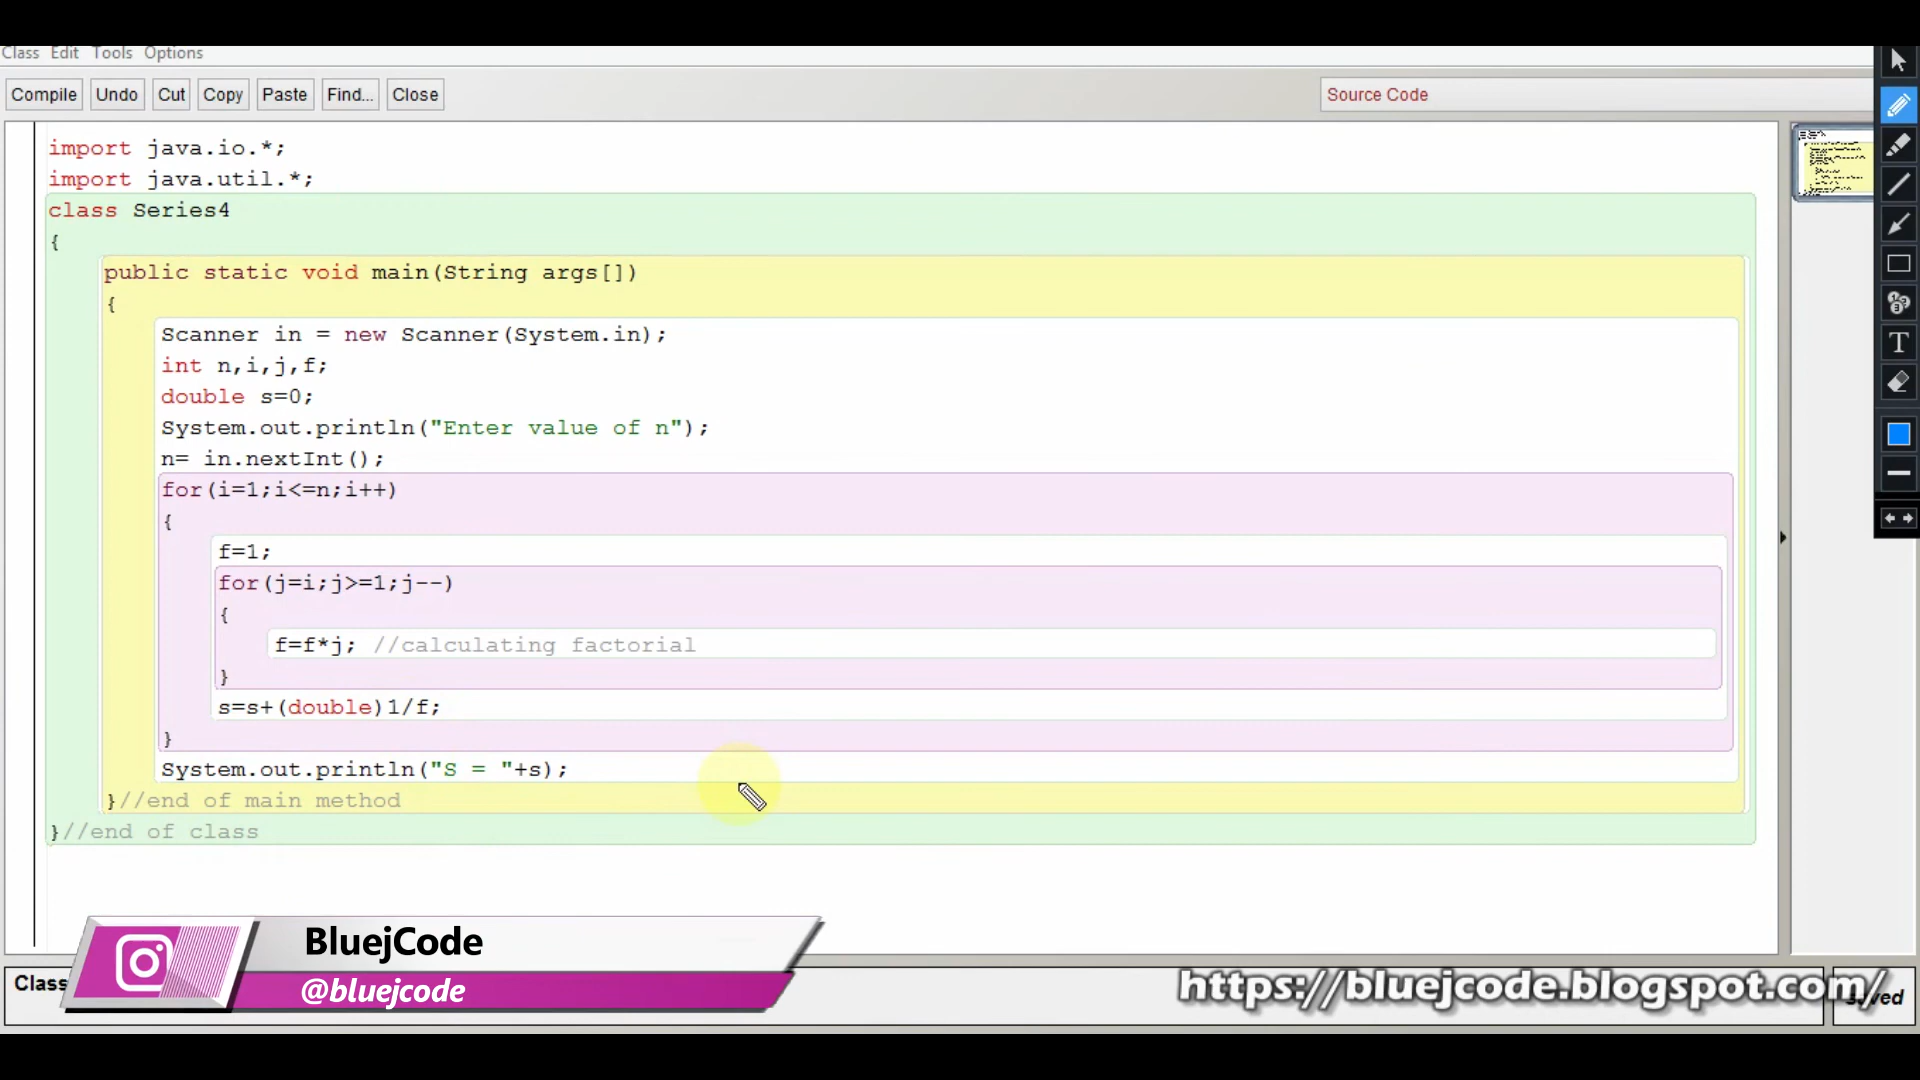 Class Edit Tools Options
Compile Undo Cut Copy Paste Find... Close Source Code
import java.io.*;
import java.util.*;
class Series4
{
public static void main(String args[])
{
Scanner in = new Scanner(System.in);
int n,i,j,f;
double s=0;
System.out.println("Enter value of n");
n= in.nextInt();
for(i=1;i<=n;i++)
{
f=1;
for(j=i;j>=1;j--)
{
f=f*j; //calculating factorial
}
s=s+(double)1/f;
}
System.out.println("S = "+s);
}//end of main method
}//end of class
BluejCode
@bluejcode
Class
https://bluejcode.blogspot.com/